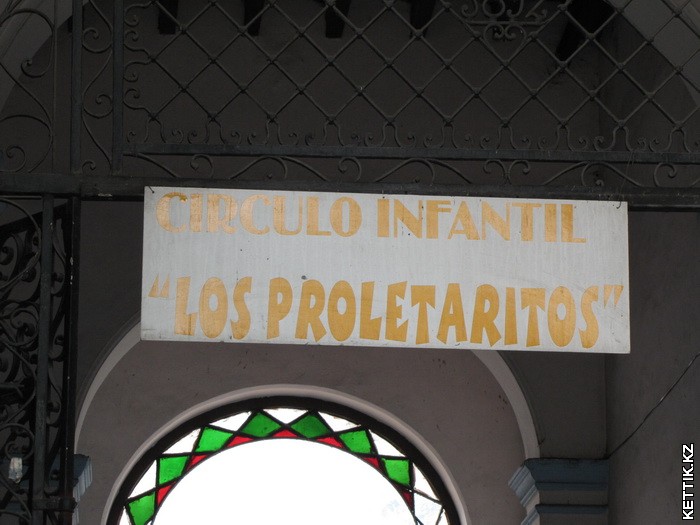 CIRCULO INFANTIL
"LOS PROLETARITOS"
KETTIK.KZ